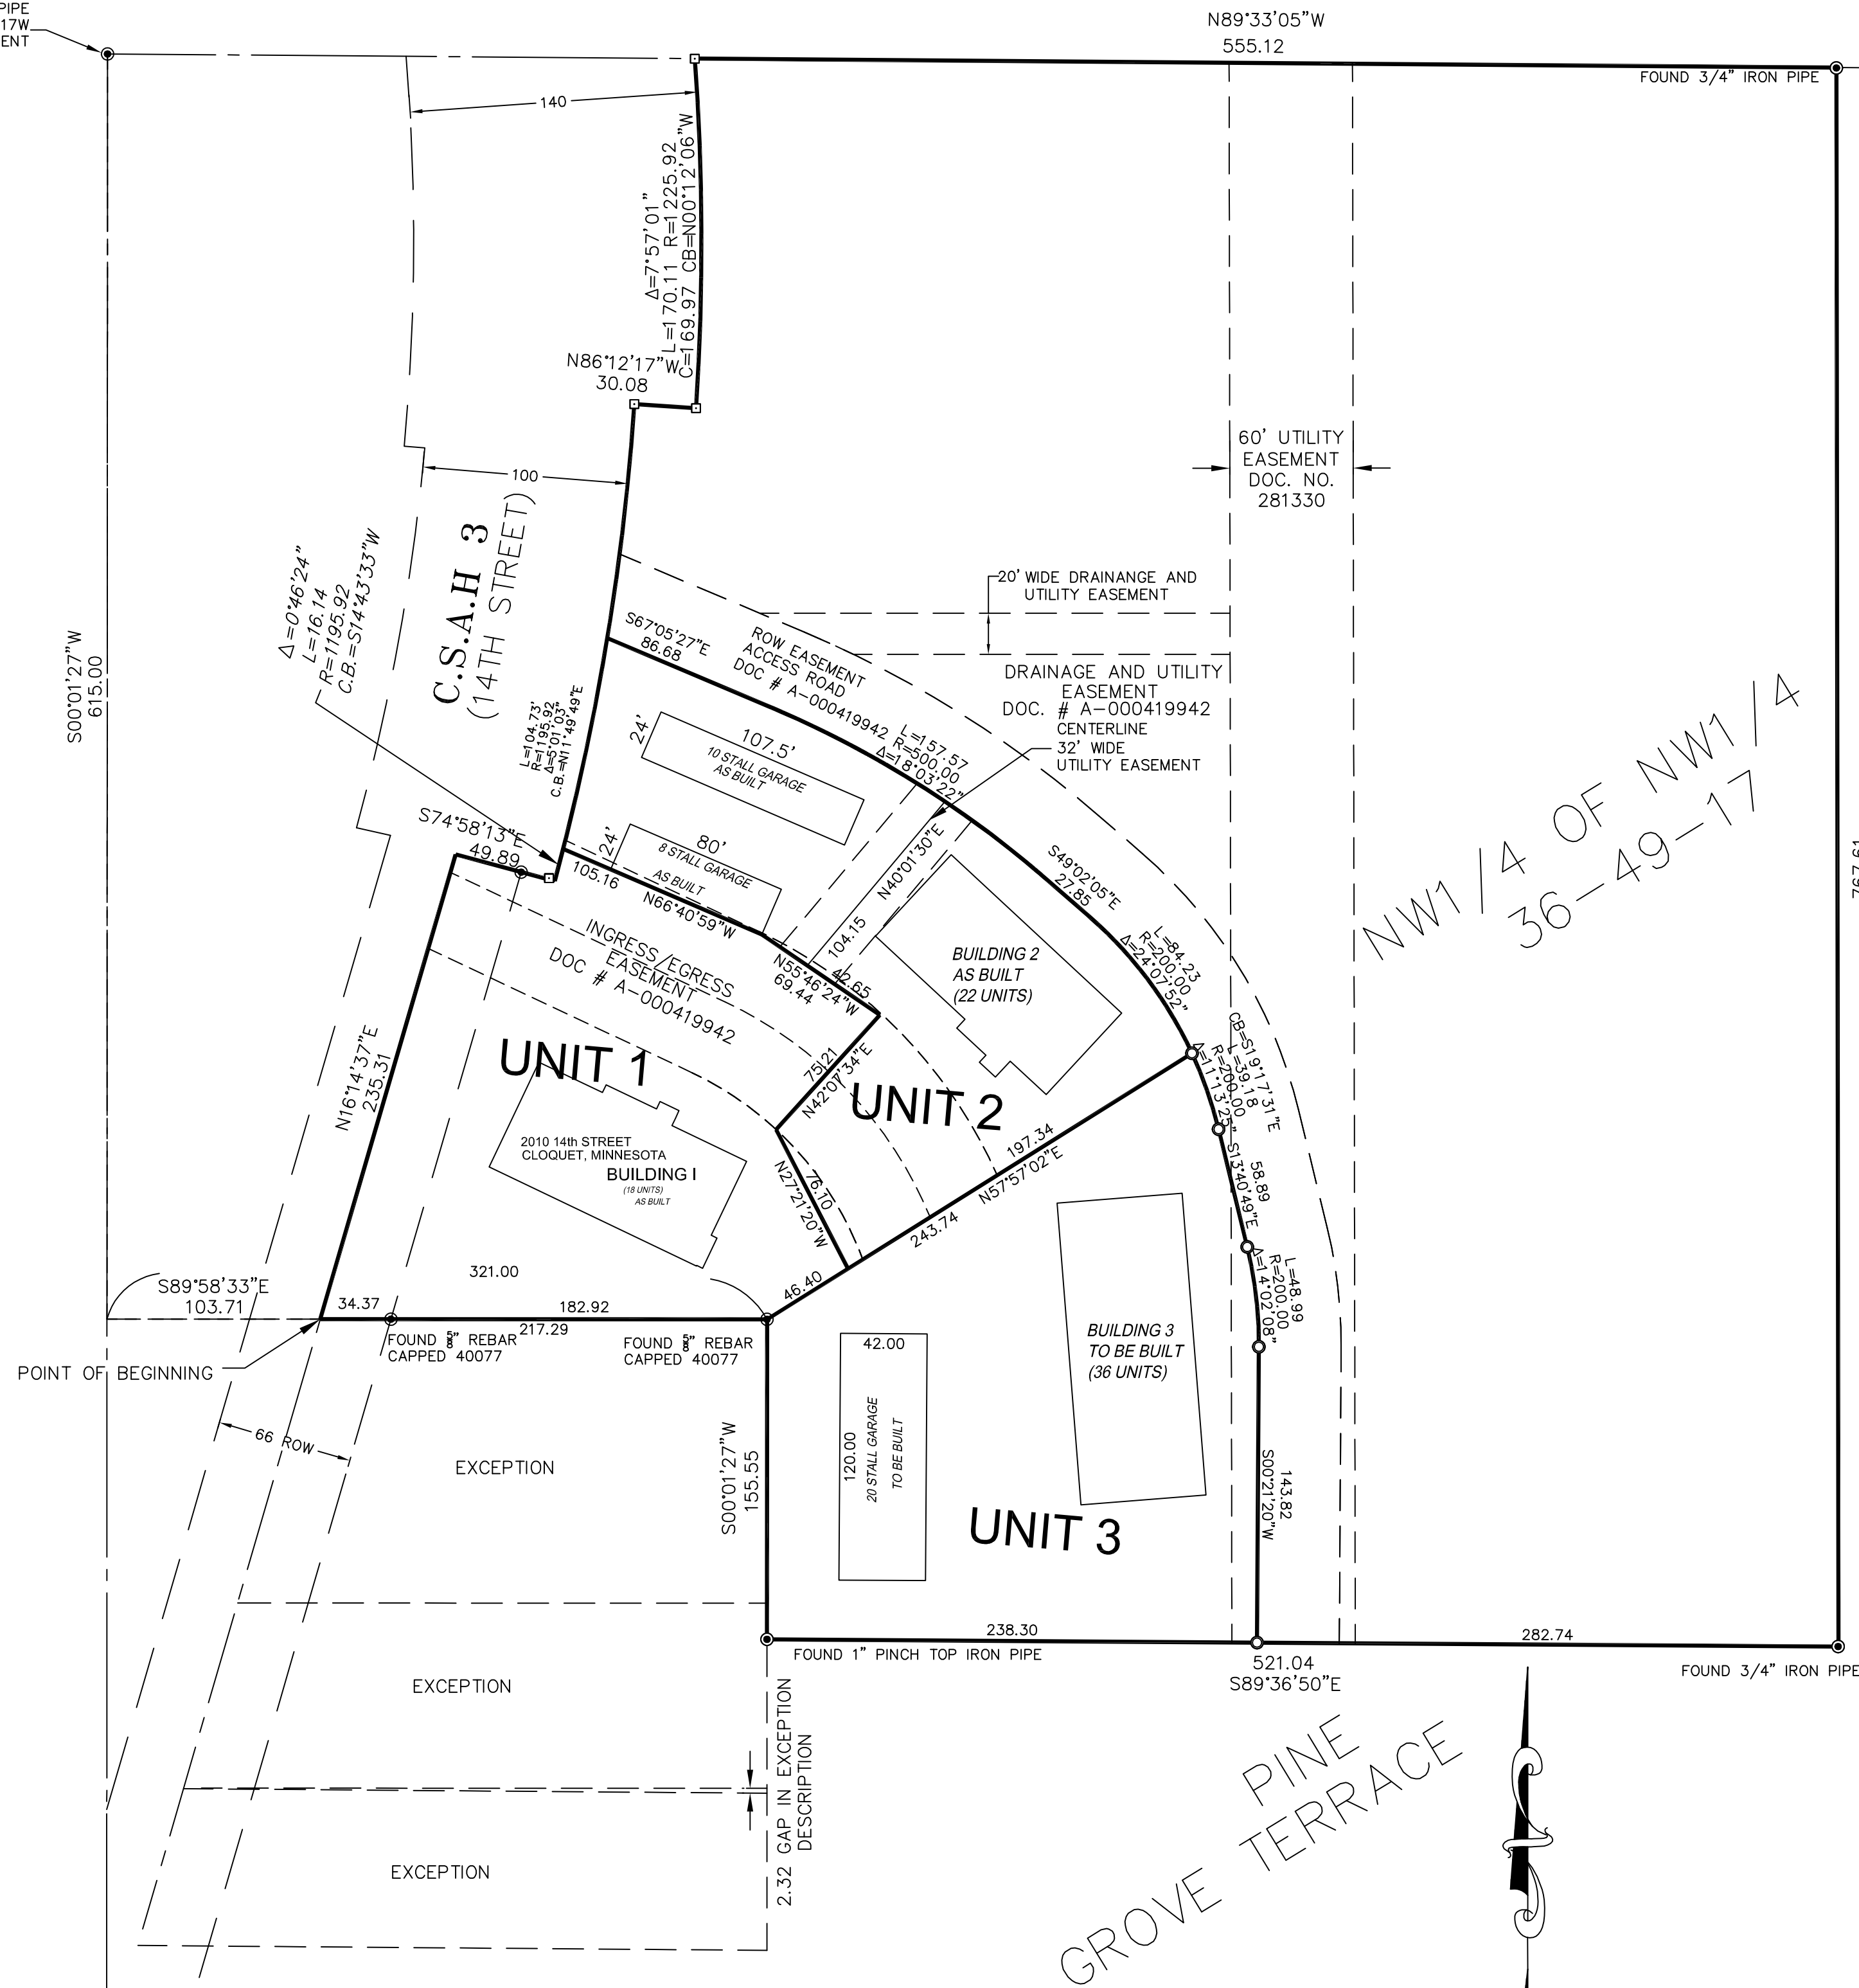 PIPE
17W
ENT
N89°33'05"W
555.12
FOUND 3/4" IRON PIPE
140
Δ=7°57'01"
L=170.11 R=1225.92
C=169.97 CB=N00°12'06"W
N86°12'17"W
30.08
100
60' UTILITY
EASEMENT
DOC. NO.
281330
C.S.A.H 3
(14TH STREET)
Δ=0°46'24"
L=16.14
R=1195.92
C.B.=S14°43'33"W
S00°01'27"W
615.00
20' WIDE DRAINANGE AND
UTILITY EASEMENT
S67°05'27"E
86.68
ROW EASEMENT
ACCESS ROAD
DOC # A-000419942
DRAINAGE AND UTILITY
EASEMENT
DOC. # A-000419942
CENTERLINE
32' WIDE
UTILITY EASEMENT
L=157.57
R=500.00
Δ=18°03'22"
L=104.73'
R=1195.92
Δ=5°01'03"
C.B.=N11°49'49"E
24'
107.5'
10 STALL GARAGE
AS BUILT
24'
80'
8 STALL GARAGE
AS BUILT
S74°58'13"E
49.89
105.16
N66°40'59"W
N40°01'30"E
104.15
S49°02'05"E
27.85
NW1/4 OF NW1/4
36-49-17
767.61
L=84.23
R=200.00
Δ=24°07'52"
BUILDING 2
AS BUILT
(22 UNITS)
INGRESS/EGRESS
EASEMENT
DOC # A-000419942
42.65
N55°46'24"W
69.44
CB=S19°17'31"E
L=39.18
R=200.00
Δ=11°13'25"
UNIT 1
75.21
N42°07'34"E
UNIT 2
N16°14'37"E
235.31
2010 14th STREET
CLOQUET, MINNESOTA
BUILDING I
(18 UNITS)
AS BUILT
76.10
N27°21'20"W
197.34
N57°57'02"E
243.74
58.89
S13°40'49"E
46.40
L=48.99
R=200.00
Δ=14°02'08"
S89°58'33"E
103.71
321.00
34.37
182.92
217.29
FOUND 5/8" REBAR
CAPPED 40077
FOUND 5/8" REBAR
CAPPED 40077
POINT OF BEGINNING
42.00
BUILDING 3
TO BE BUILT
(36 UNITS)
120.00
20 STALL GARAGE
TO BE BUILT
66 ROW
EXCEPTION
S00°01'27"W
155.55
143.82
S00°21'20"W
UNIT 3
238.30
FOUND 1" PINCH TOP IRON PIPE
282.74
521.04
S89°36'50"E
FOUND 3/4" IRON PIPE
EXCEPTION
2.32 GAP IN EXCEPTION
DESCRIPTION
EXCEPTION
PINE
GROVE TERRACE